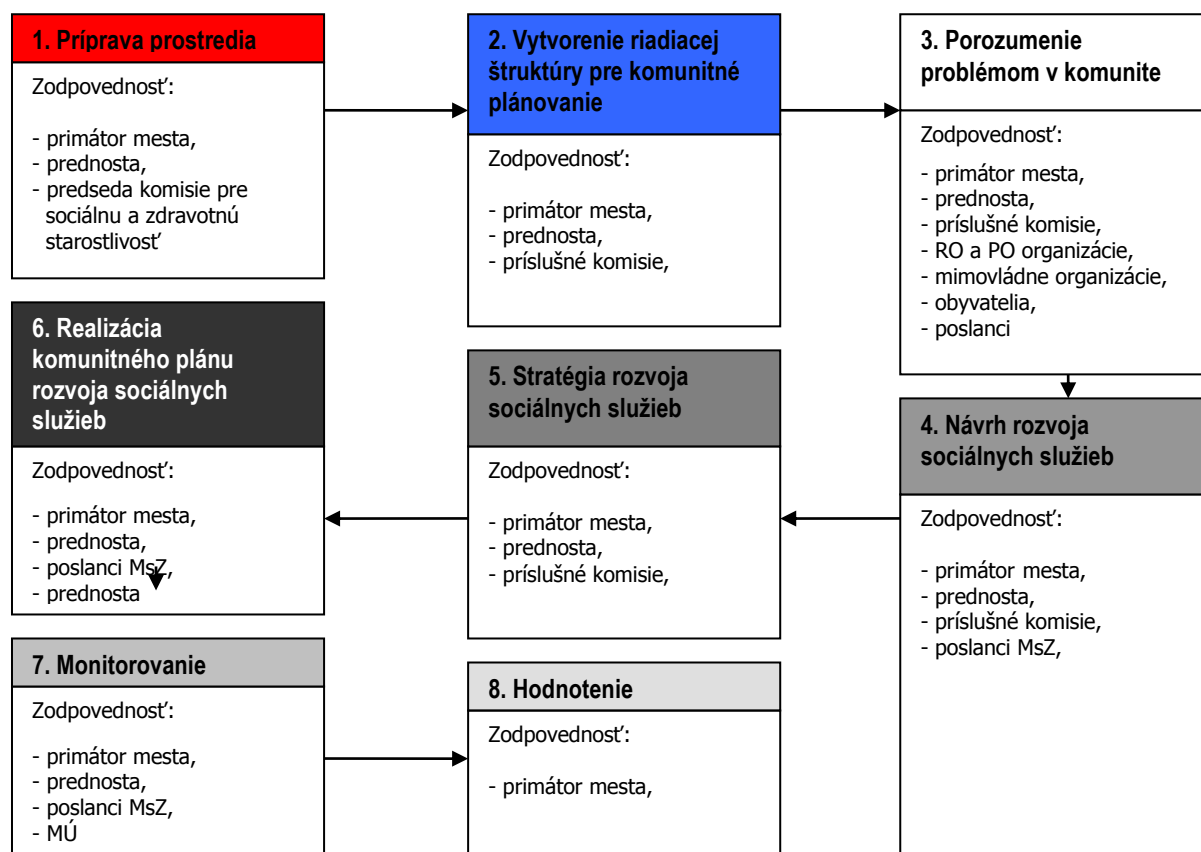 1. Príprava prostredia
Zodpovednosť:
- primátor mesta,
- prednosta,
- predseda komisie pre
sociálnu a zdravotnú
starostlivosť
2. Vytvorenie riadiacej
štruktúry pre komunitné
plánovanie
Zodpovednosť:
- primátor mesta,
- prednosta,
- príslušné komisie,
3. Porozumenie
problémom v komunite
Zodpovednosť:
- primátor mesta,
- prednosta,
- príslušné komisie,
- RO a PO organizácie,
- mimovládne organizácie,
- obyvatelia,
- poslanci
4. Návrh rozvoja
sociálnych služieb
Zodpovednosť:
- primátor mesta,
- prednosta,
- príslušné komisie,
- poslanci MsZ,
5. Stratégia rozvoja
sociálnych služieb
Zodpovednosť:
- primátor mesta,
- prednosta,
- príslušné komisie,
6. Realizácia
komunitného plánu
rozvoja sociálnych
služieb
Zodpovednosť:
- primátor mesta,
- prednosta,
- poslanci MsZ,
- prednosta
7. Monitorovanie
Zodpovednosť:
- primátor mesta,
- prednosta,
- poslanci MsZ,
- MÚ
8. Hodnotenie
Zodpovednosť:
- primátor mesta,